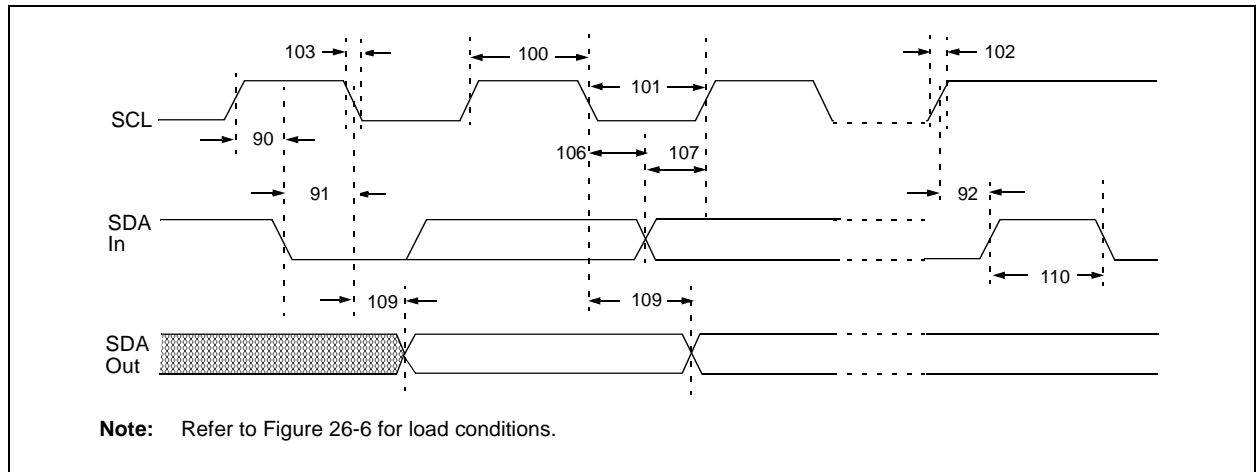 103
100
102
101
SCL
90
106
107
91
92
SDA
In
110
109
109
SDA
Out
Note: Refer to Figure 26-6 for load conditions.